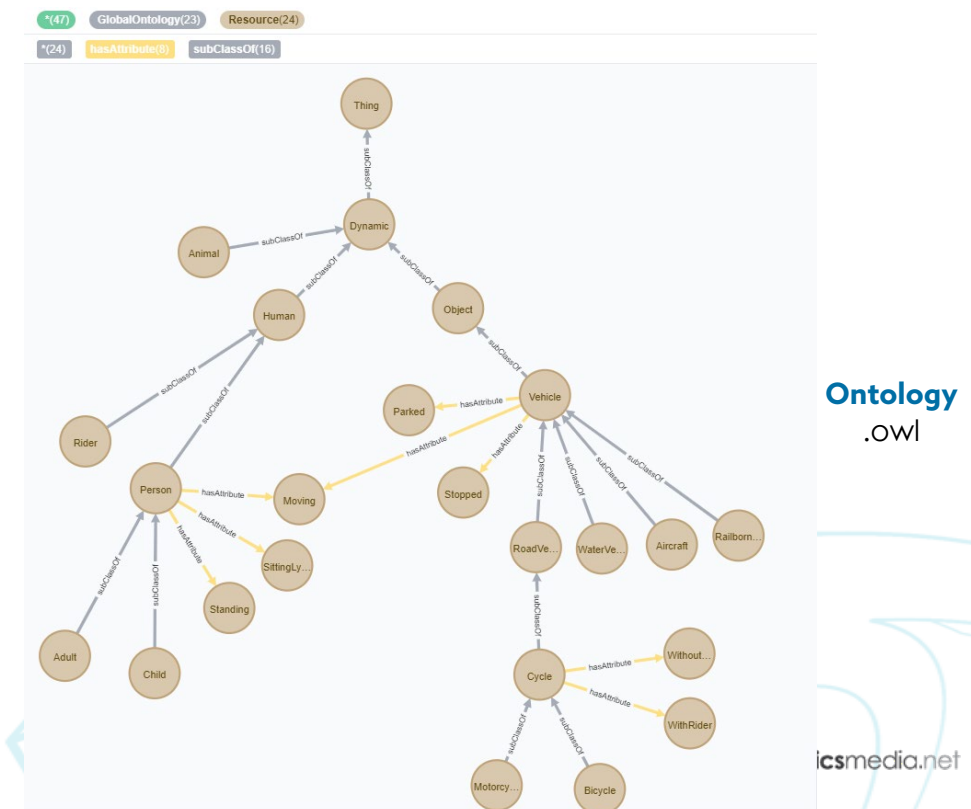 *(47) GlobalOntology(23) Resource(24)
*(24) hasAttribute(8) subClassOf(16)
Thing
subClassOf
Dynamic
Animal
subClassOf
subClassOf
subClassOf
Human
Object
subClassOf
subClassOf
subClassOf
Vehicle
Parked
hasAttribute
hasAttribute
hasAttribute
Ontology
.owl
Rider
Person
hasAttribute
Moving
Stopped
subClassOf
subClassOf
subClassOf
subClassOf
hasAttribute
hasAttribute
SittingLy...
Standing
RoadVe...
WaterVe...
Aircraft
Railborn...
subClassOf
subClassOf
subClassOf
Adult
Child
Cycle
hasAttribute
Without...
hasAttribute
WithRider
subClassOf
subClassOf
Motorcy...
Bicycle
icsmedia.net